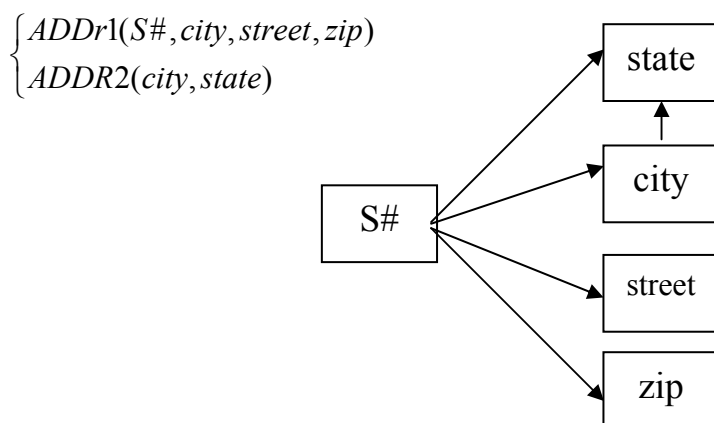 ADDr1(S#,city,street,zip)
ADDR2(city,state)
state
city
S#
street
zip